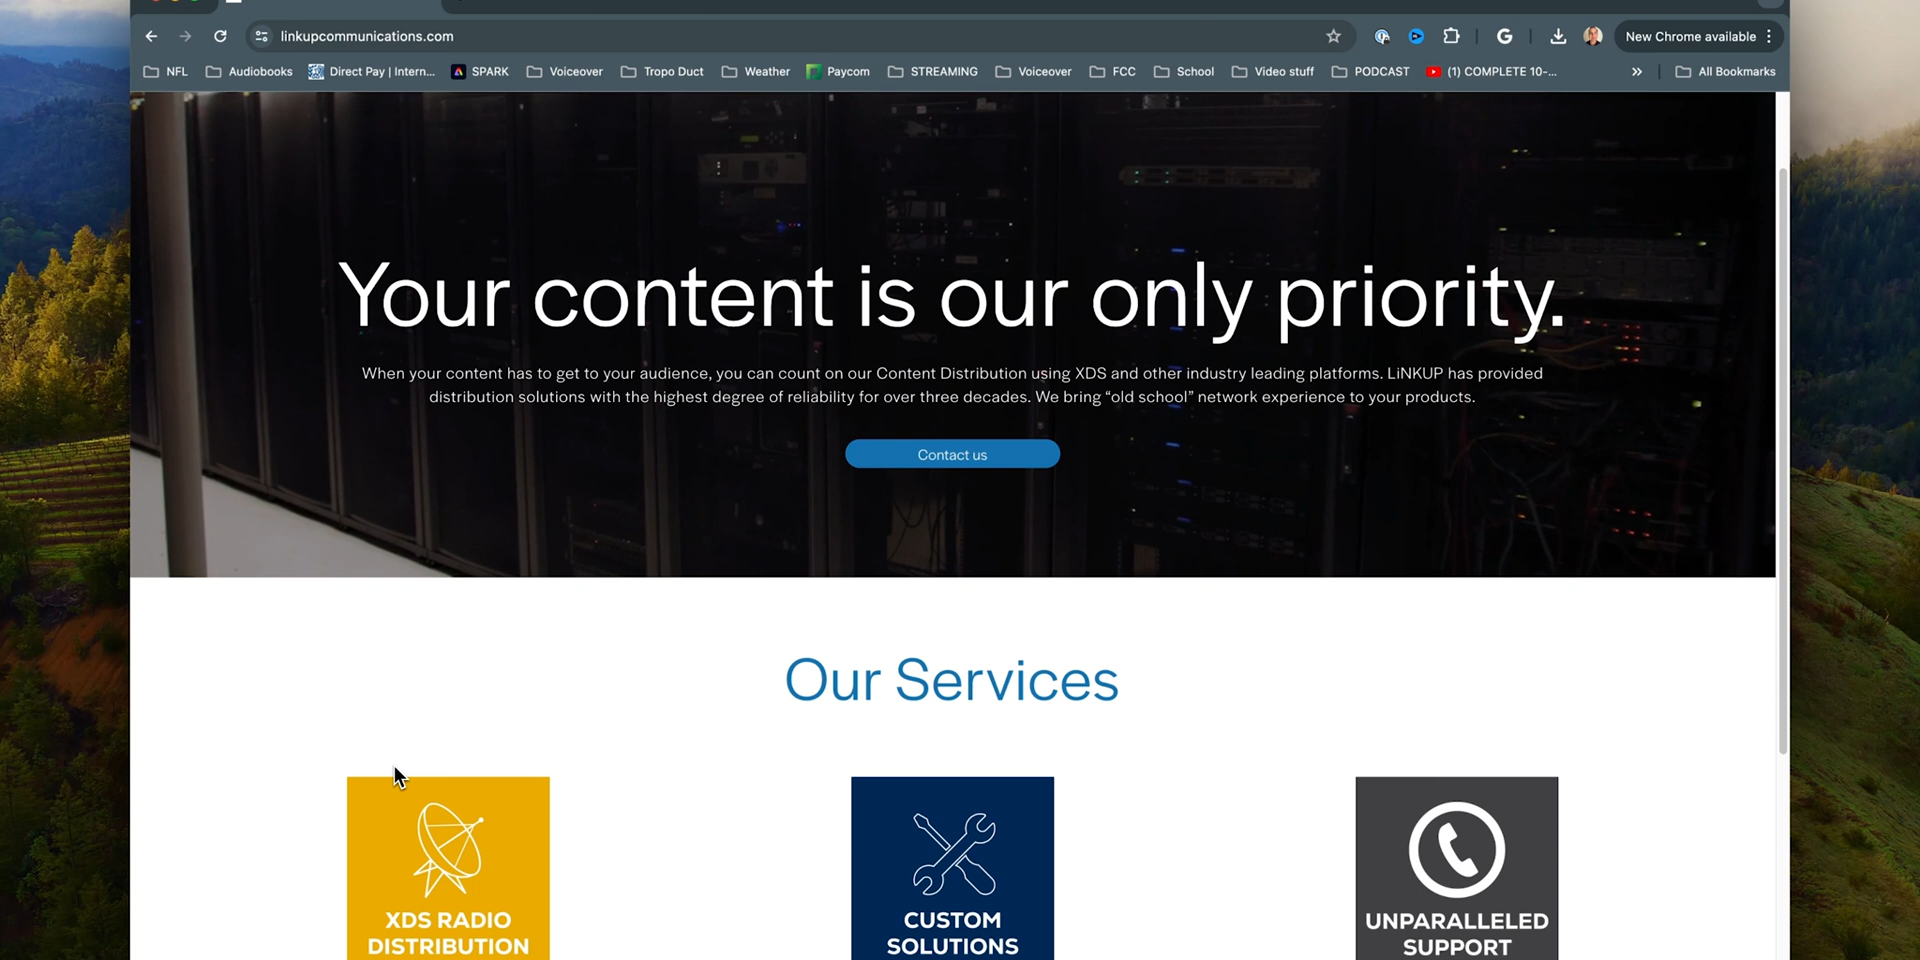 linkupcommunications.com
New Chrome available
NFL
Audiobooks
Direct Pay | Intern...
SPARK
Voiceover
Tropo Duct
Weather
Paycom
STREAMING
Voiceover
FCC
School
Video stuff
PODCAST
(1) COMPLETE 10-...
All Bookmarks
Your content is our only priority.
When your content has to get to your audience, you can count on our Content Distribution using XDS and other industry leading platforms. LiNKUP has provided
distribution solutions with the highest degree of reliability for over three decades. We bring “old school” network experience to your products.
Contact us
Our Services
XDS RADIO
DISTRIBUTION
CUSTOM
SOLUTIONS
UNPARALLELED
SUPPORT